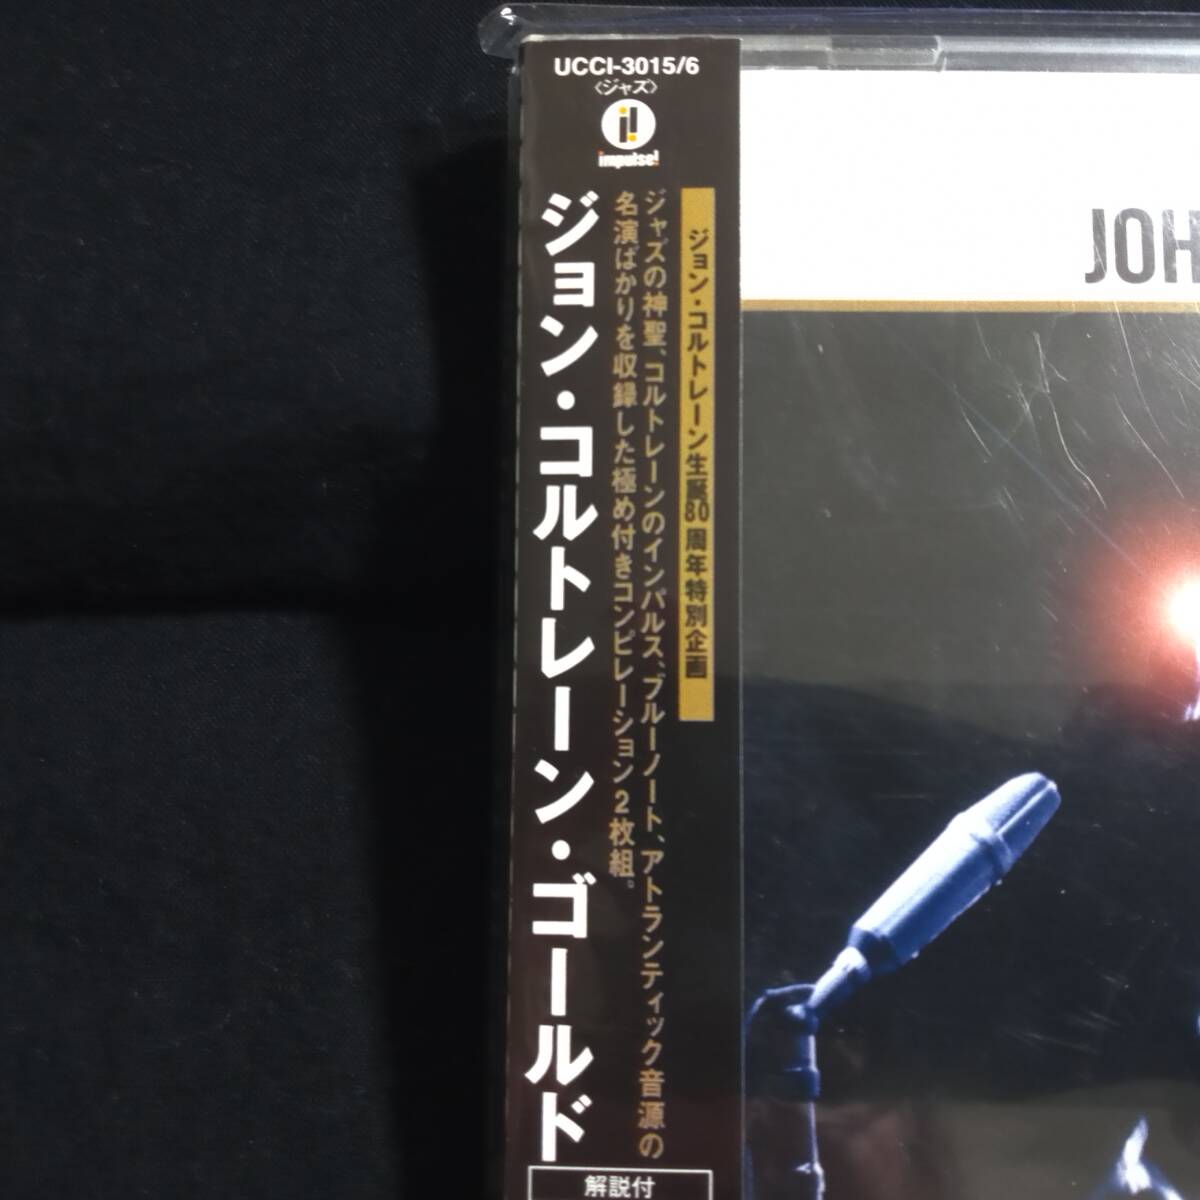 UCCI-3015/6
〈ジャズ〉
impulse!
ジョン・コルトレーン生誕80周年特別企画
ジャズの神聖、コルトレーンのインパルス、ブルーノート、アトランティック音源の
名演ばかりを収録した極め付きコンピレーション2枚組。
ジョン・コルトレーン・ゴールド
解説付
JOH